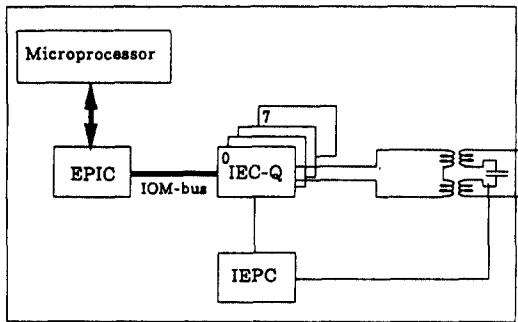 Microprocessor
7
0
EPIC
IEC-Q
IOM-bus
IEPC